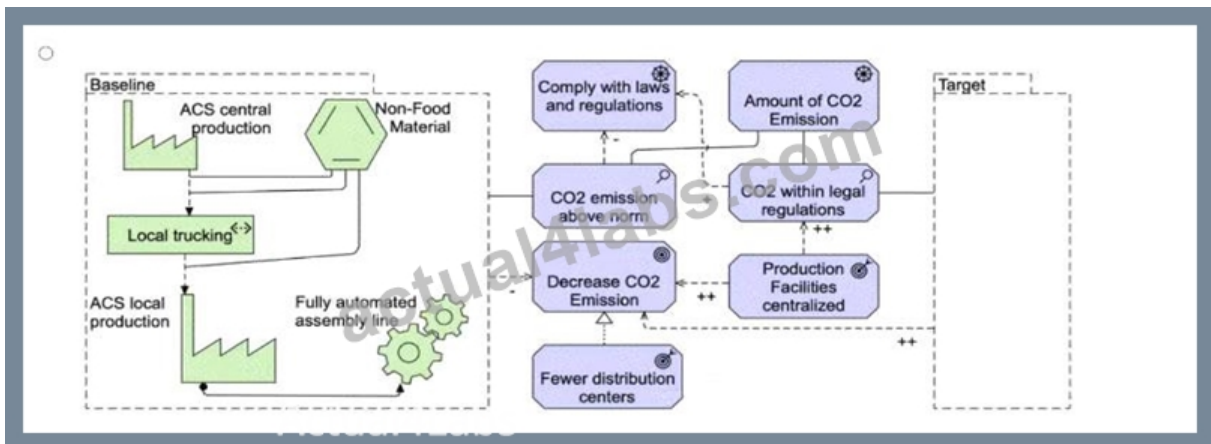 Baseline
ACS central
production
Non-Food
Material
Local trucking
ACS local
production
Fully automated
assembly line
Comply with laws
and regulations
Amount of CO2
Emission
-
+
CO2 emission
above norm
CO2 within legal
regulations
++
Decrease CO2
Emission
-
++
Production
Facilities
centralized
++
Fewer distribution
centers
Target
actual4labs.com